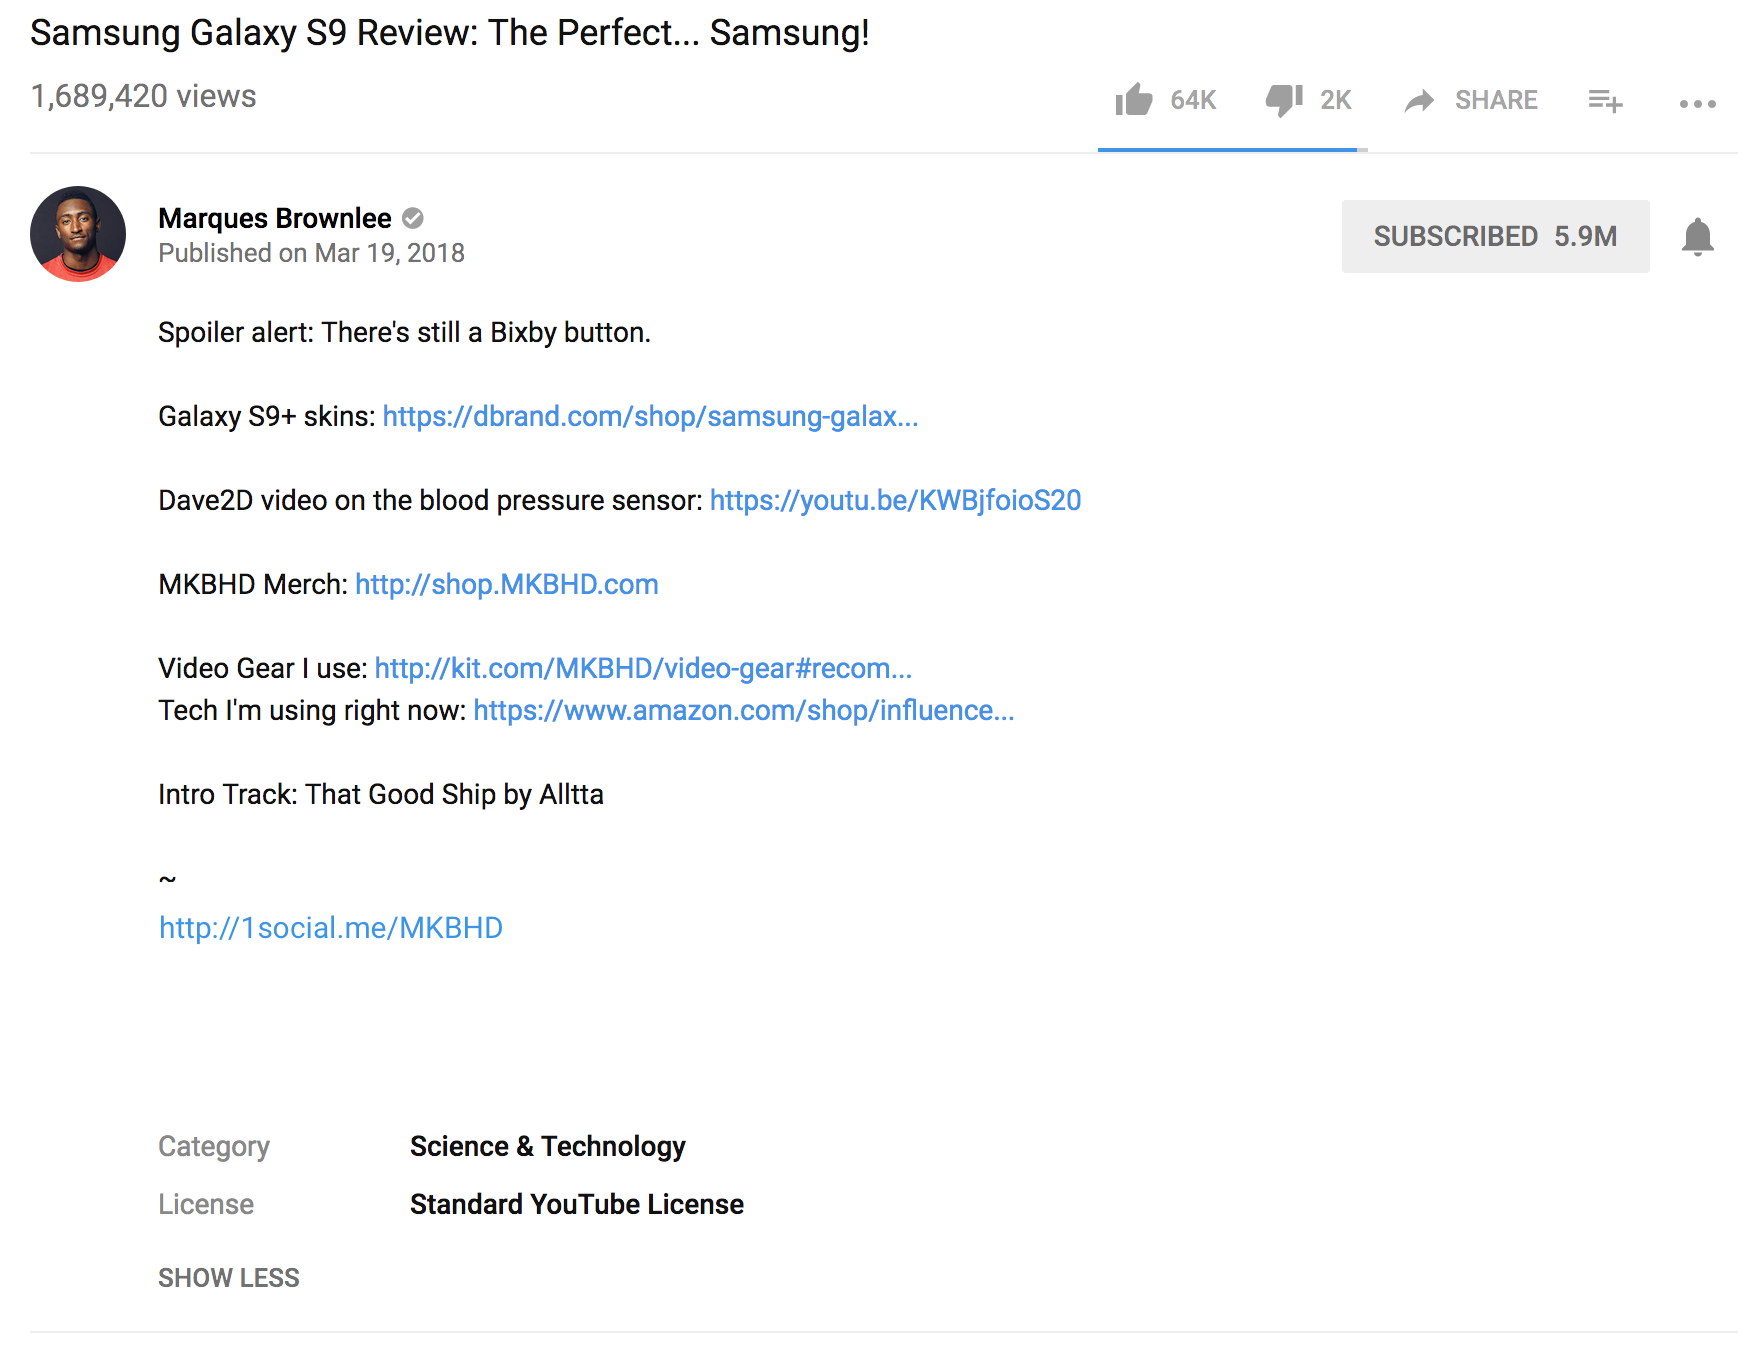 Samsung Galaxy S9 Review: The Perfect... Samsung!
1,689,420 views
64K 2K SHARE
Marques Brownlee
Published on Mar 19, 2018
SUBSCRIBED 5.9M
Spoiler alert: There's still a Bixby button.
Galaxy S9+ skins: https://dbrand.com/shop/samsung-galax...
Dave2D video on the blood pressure sensor: https://youtu.be/KWBjfoioS20
MKBHD Merch: http://shop.MKBHD.com
Video Gear I use: http://kit.com/MKBHD/video-gear#recom...
Tech I'm using right now: https://www.amazon.com/shop/influence...
Intro Track: That Good Ship by Alltta
~
http://1social.me/MKBHD
Category Science & Technology
License Standard YouTube License
SHOW LESS